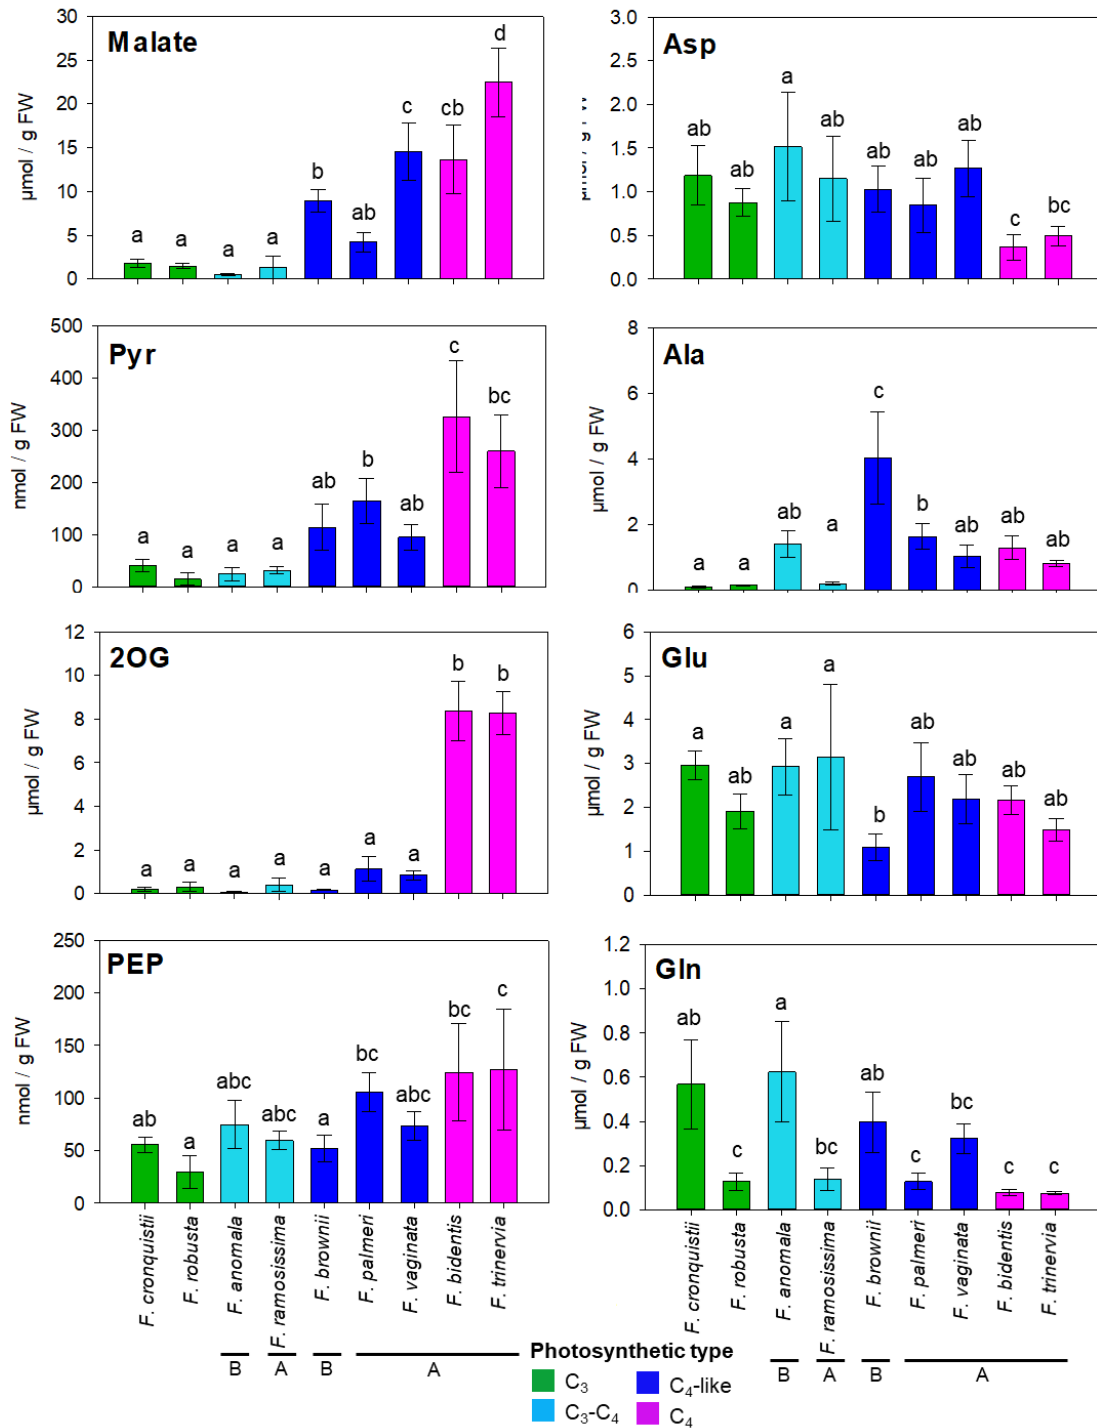 Malate
µmol / g FW
30
25
20
15
10
5
0
a a a a b ab c cb d
Asp
µmol / g FW
3.0
2.5
2.0
1.5
1.0
0.5
0.0
ab ab a ab ab ab ab c bc
Pyr
nmol / g FW
500
400
300
200
100
0
a a a a ab b ab c bc
Ala
µmol / g FW
8
6
4
2
0
a a ab a c b ab ab ab
2OG
µmol / g FW
12
10
8
6
4
2
0
a a a a a a a b b
Glu
µmol / g FW
6
5
4
3
2
1
0
a ab a a b ab ab ab ab
PEP
nmol / g FW
250
200
150
100
50
0
ab a abc abc a bc abc bc c
Gln
µmol / g FW
1.2
1.0
0.8
0.6
0.4
0.2
0.0
ab c a bc ab c bc c c
F. cronquistii
F. robusta
F. anomala
F. ramosissima
F. brownii
F. palmeri
F. vaginata
F. bidentis
F. trinervia
B A B A
F. cronquistii
F. robusta
F. anomala
F. ramosissima
F. brownii
F. palmeri
F. vaginata
F. bidentis
F. trinervia
B A B A
Photosynthetic type
C₃ C₄-like
C₃-C₄ C₄